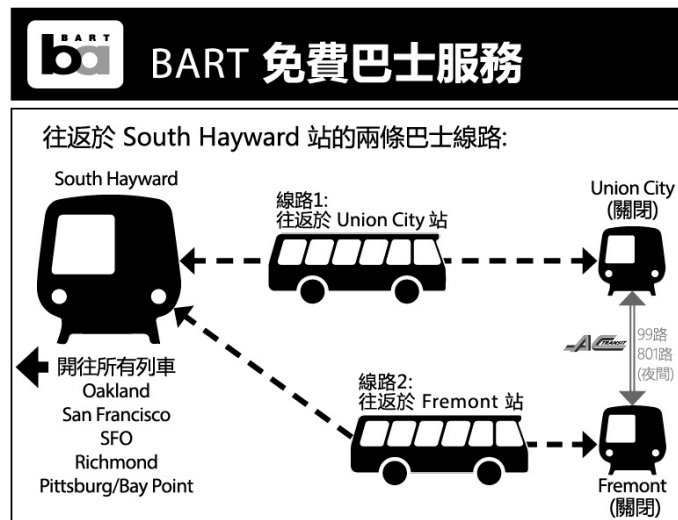 BART
ba
BART 免費巴士服務
往返於 South Hayward 站的兩條巴士線路:
South Hayward
線路1:
往返於 Union City 站
Union City
(關閉)
AC TRANSIT
99路
801路
(夜間)
開往所有列車
Oakland
San Francisco
SFO
Richmond
Pittsburg/Bay Point
線路2:
往返於 Fremont 站
Fremont
(關閉)